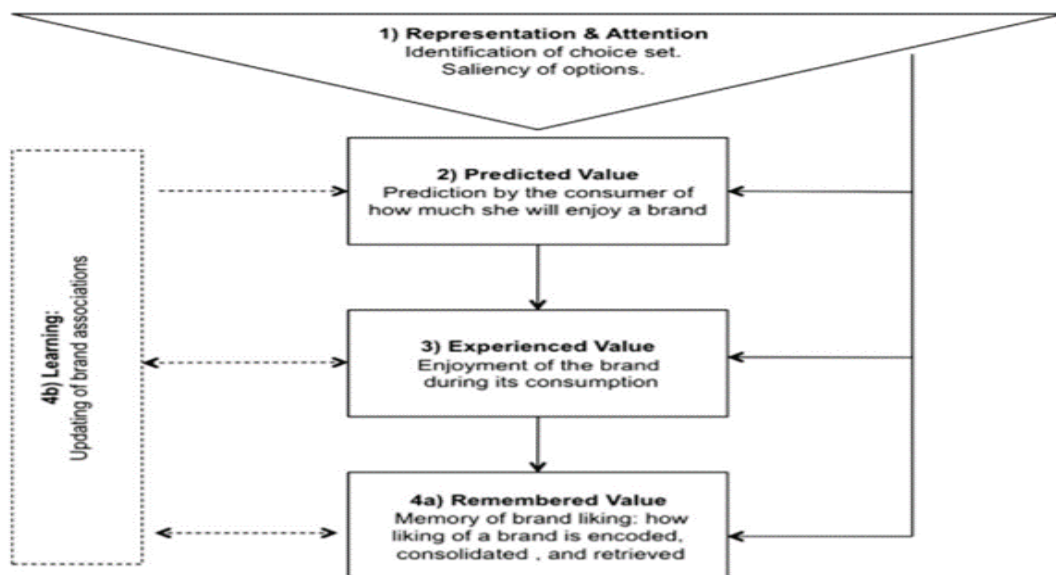 1) Representation & Attention
Identification of choice set.
Saliency of options.
2) Predicted Value
Prediction by the consumer of
how much she will enjoy a brand
3) Experienced Value
Enjoyment of the brand
during its consumption
4a) Remembered Value
Memory of brand liking: how
liking of a brand is encoded,
consolidated , and retrieved
4b) Learning:
Updating of brand associations